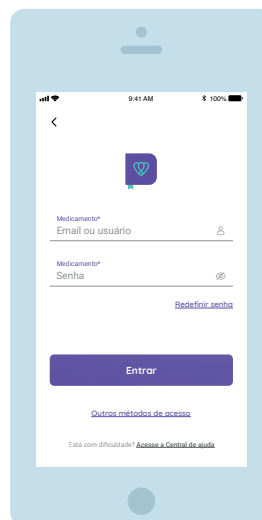 9:41 AM 100%
Medicamento*
Email ou usuário
Medicamento*
Senha
Redefinir senha
Entrar
Outros métodos de acesso
Está com dificuldade? Acesse a Central de ajuda